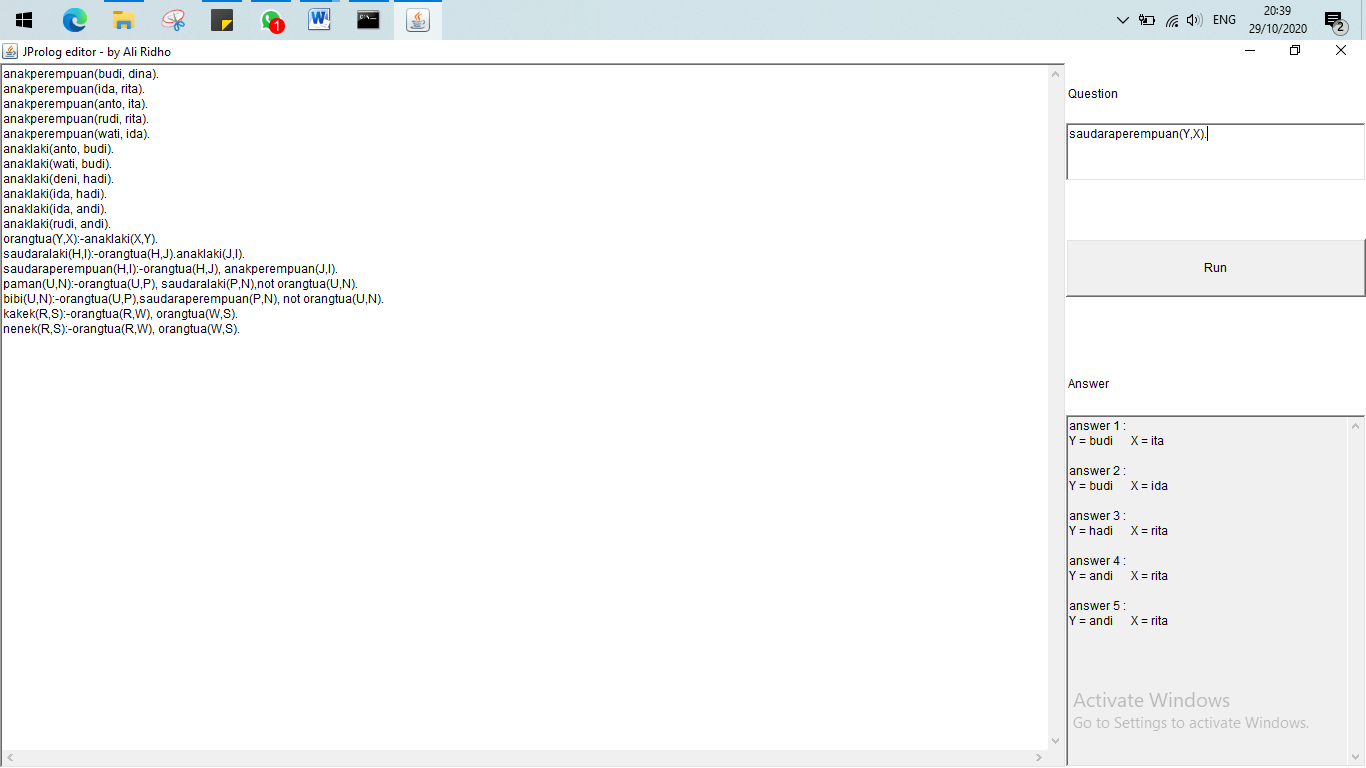 1
W
ENG
20:39
29/10/2020
2
JProlog editor - by Ali Ridho
anakperempuan(budi, dina).
anakperempuan(ida, rita).
anakperempuan(anto, ita).
anakperempuan(rudi, rita).
anakperempuan(wati, ida).
anaklaki(anto, budi).
anaklaki(wati, budi).
anaklaki(deni, hadi).
anaklaki(ida, hadi).
anaklaki(ida, andi).
anaklaki(rudi, andi).
orangtua(Y,X):-anaklaki(X,Y).
saudaralaki(H,I):-orangtua(H,J).anaklaki(J,I).
saudaraperempuan(H,I):-orangtua(H,J), anakperempuan(J,I).
paman(U,N):-orangtua(U,P), saudaralaki(P,N),not orangtua(U,N).
bibi(U,N):-orangtua(U,P),saudaraperempuan(P,N), not orangtua(U,N).
kakek(R,S):-orangtua(R,W), orangtua(W,S).
nenek(R,S):-orangtua(R,W), orangtua(W,S).
Question
saudaraperempuan(Y,X).
Run
Answer
answer 1 :
Y = budi X = ita
answer 2 :
Y = budi X = ida
answer 3 :
Y = hadi X = rita
answer 4 :
Y = andi X = rita
answer 5 :
Y = andi X = rita
Activate Windows
Go to Settings to activate Windows.